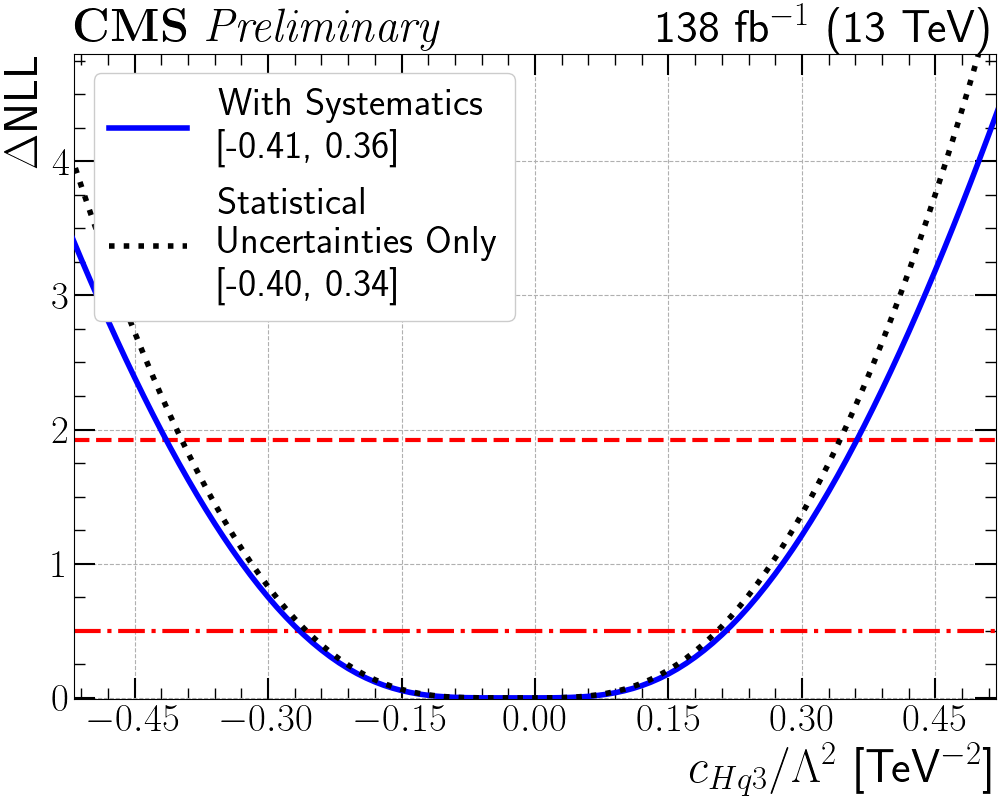 CMS Preliminary
138 fb⁻¹ (13 TeV)
ΔNLL
With Systematics
[-0.41, 0.36]
Statistical
Uncertainties Only
[-0.40, 0.34]
4
3
2
1
0
−0.45 −0.30 −0.15 0.00 0.15 0.30 0.45
c_{Hq3}/Λ² [TeV⁻²]